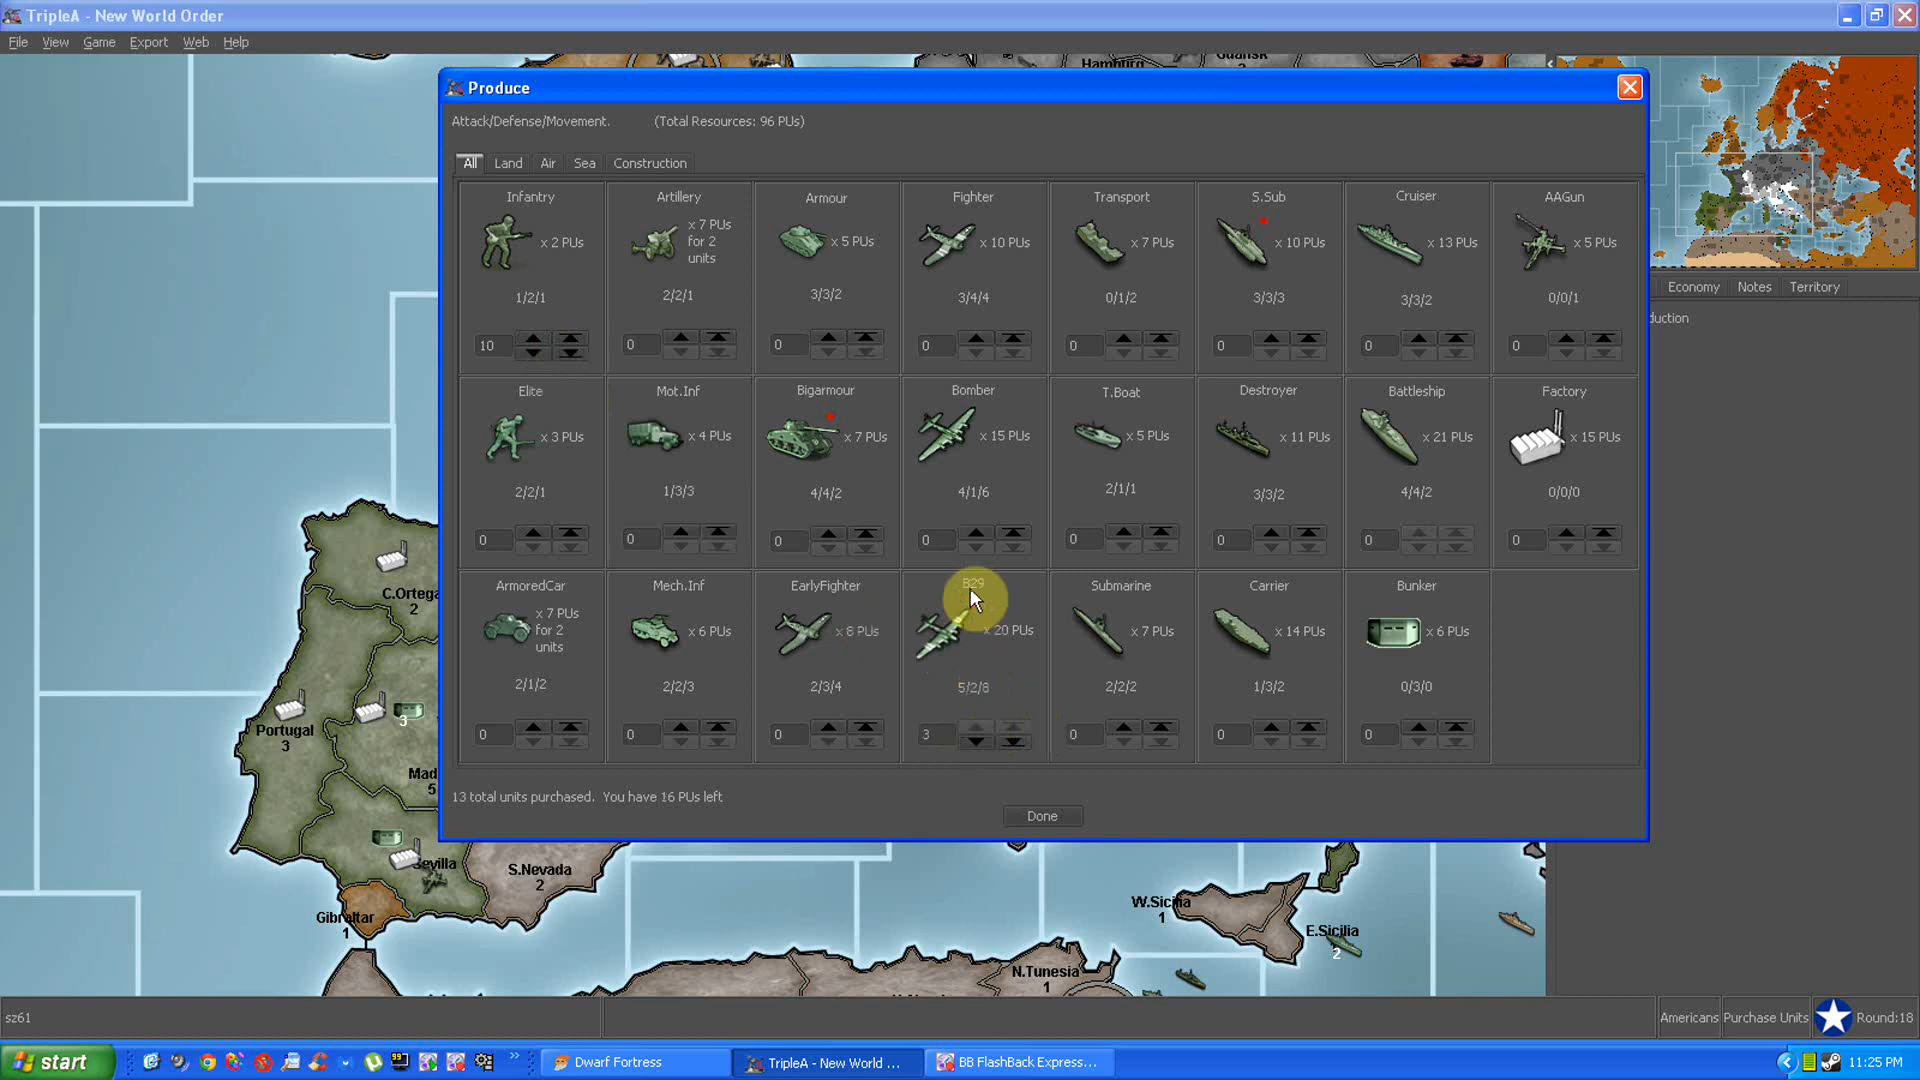 TripleA - New World Order
File View Game Export Web Help
Hamburg
Gdansk
Produce
Attack/Defense/Movement. (Total Resources: 96 PUs)
All Land Air Sea Construction
Infantry
x 2 PUs
1/2/1
10
Artillery
x 7 PUs
for 2
units
2/2/1
0
Armour
x 5 PUs
3/3/2
0
Fighter
x 10 PUs
3/4/4
0
Transport
x 7 PUs
0/1/2
0
S.Sub
x 10 PUs
3/3/3
0
Cruiser
x 13 PUs
3/3/2
0
AAGun
x 5 PUs
0/0/1
0
Elite
x 3 PUs
2/2/1
0
Mot.Inf
x 4 PUs
1/3/3
0
Bigarmour
x 7 PUs
4/4/2
0
Bomber
x 15 PUs
4/1/6
0
T.Boat
x 5 PUs
2/1/1
0
Destroyer
x 11 PUs
3/3/2
0
Battleship
x 21 PUs
4/4/2
0
Factory
x 15 PUs
0/0/0
0
ArmoredCar
x 7 PUs
for 2
units
2/1/2
0
Mech.Inf
x 6 PUs
2/2/3
0
EarlyFighter
x 8 PUs
2/3/4
0
B29
x 20 PUs
5/2/8
3
Submarine
x 7 PUs
2/2/2
0
Carrier
x 14 PUs
1/3/2
0
Bunker
x 6 PUs
0/3/0
0
13 total units purchased. You have 16 PUs left
Done
Economy Notes Territory
duction
C.Ortega
2
Portugal
3
3
Mad
5
Sevilla
S.Nevada
2
Gibraltar
1
W.Sicilia
1
E.Sicilia
2
N.Tunesia
1
sz61
Americans Purchase Units Round:18
start
99
Dwarf Fortress
TripleA - New World ...
BB FlashBack Express...
11:25 PM